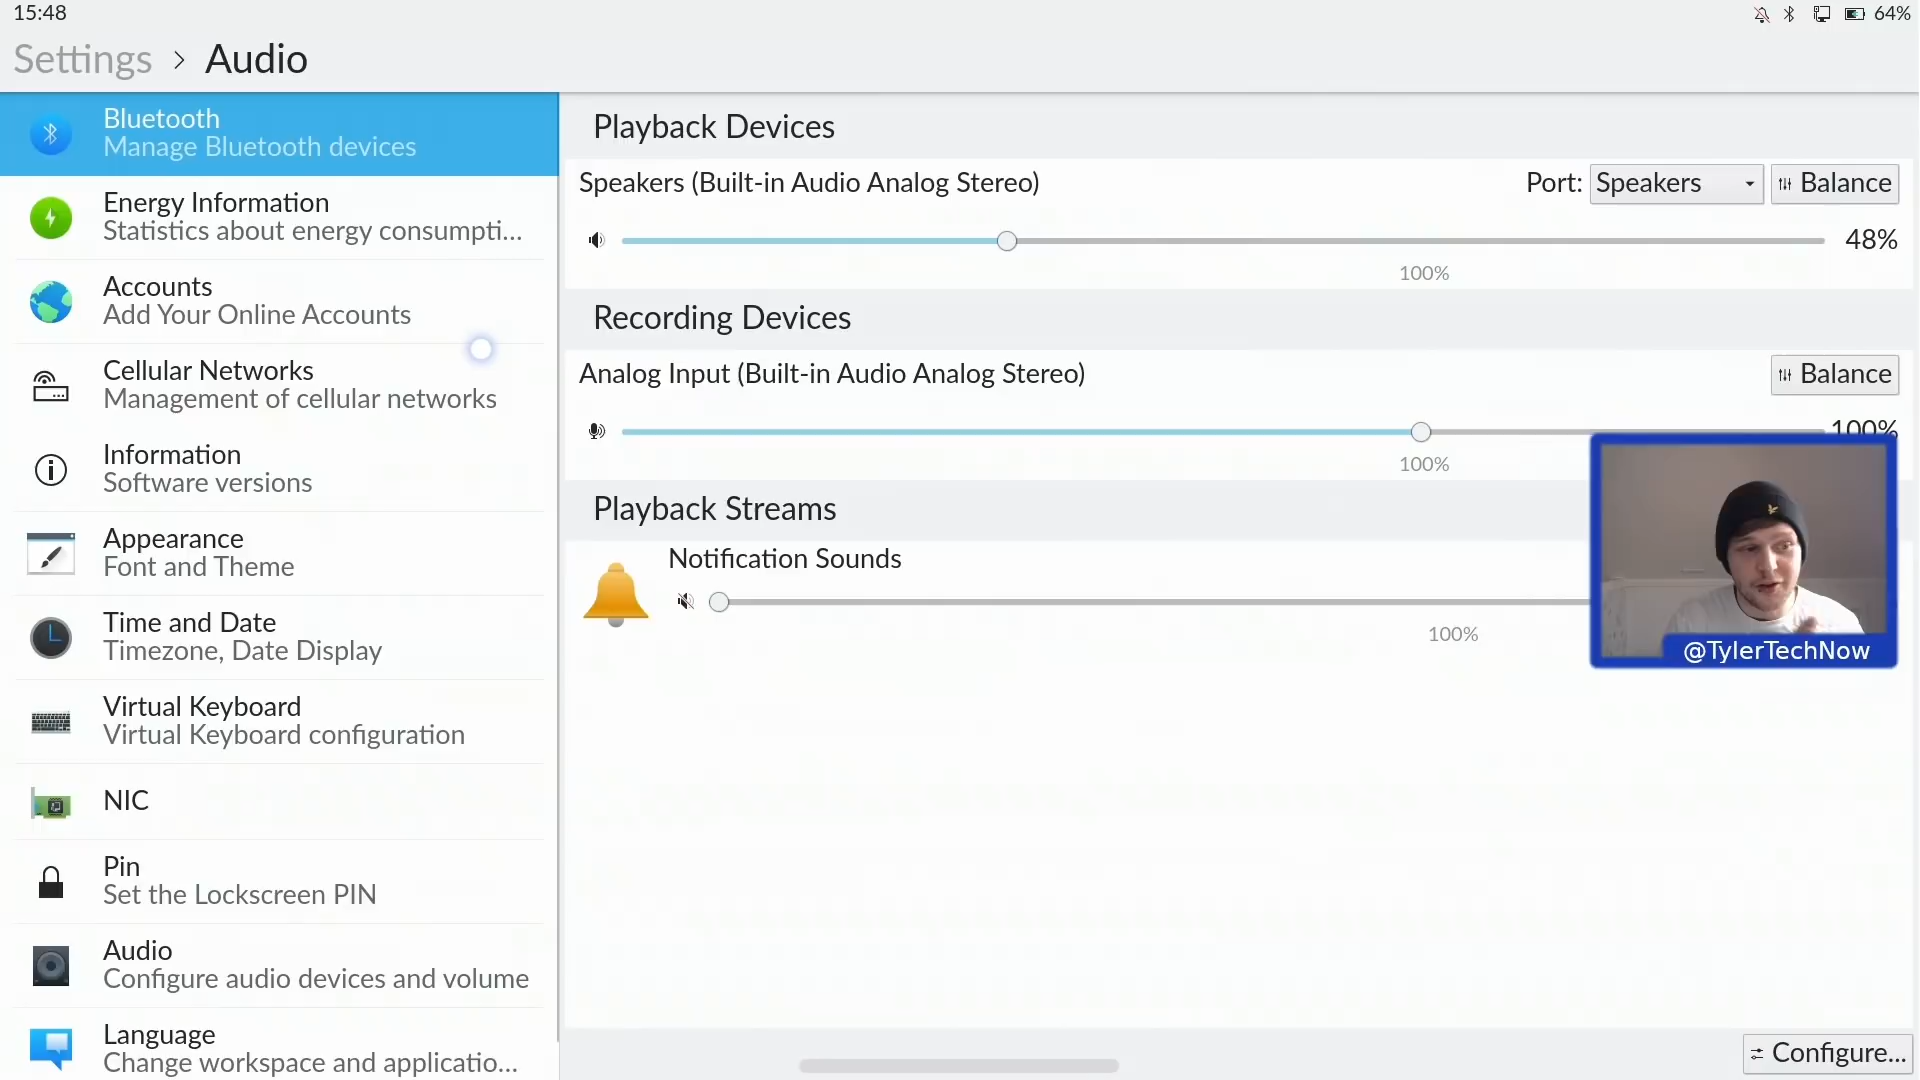 15:48
64%
Settings > Audio
Bluetooth
Manage Bluetooth devices
Energy Information
Statistics about energy consumpti...
Accounts
Add Your Online Accounts
Cellular Networks
Management of cellular networks
Information
Software versions
Appearance
Font and Theme
Time and Date
Timezone, Date Display
Virtual Keyboard
Virtual Keyboard configuration
NIC
Pin
Set the Lockscreen PIN
Audio
Configure audio devices and volume
Language
Change workspace and applicatio...
Playback Devices
Speakers (Built-in Audio Analog Stereo)
Port: Speakers
Balance
48%
100%
Recording Devices
Analog Input (Built-in Audio Analog Stereo)
Balance
100%
100%
Playback Streams
Notification Sounds
100%
@TylerTechNow
Configure...